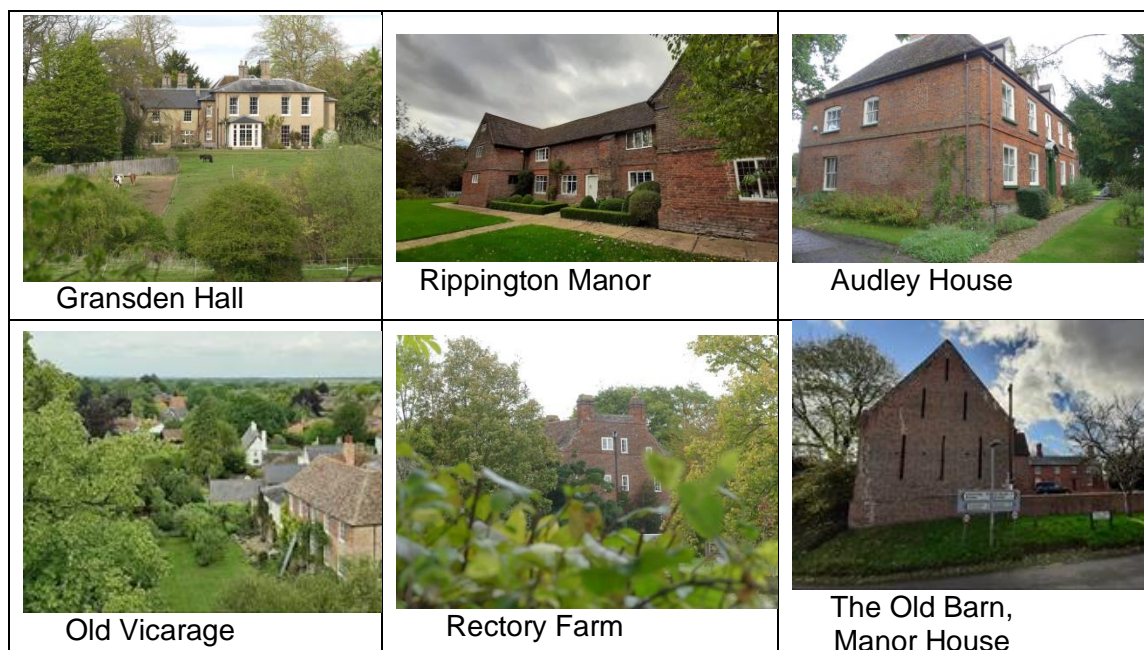 Gransden Hall
Rippington Manor
Audley House
Old Vicarage
Rectory Farm
The Old Barn,
Manor House